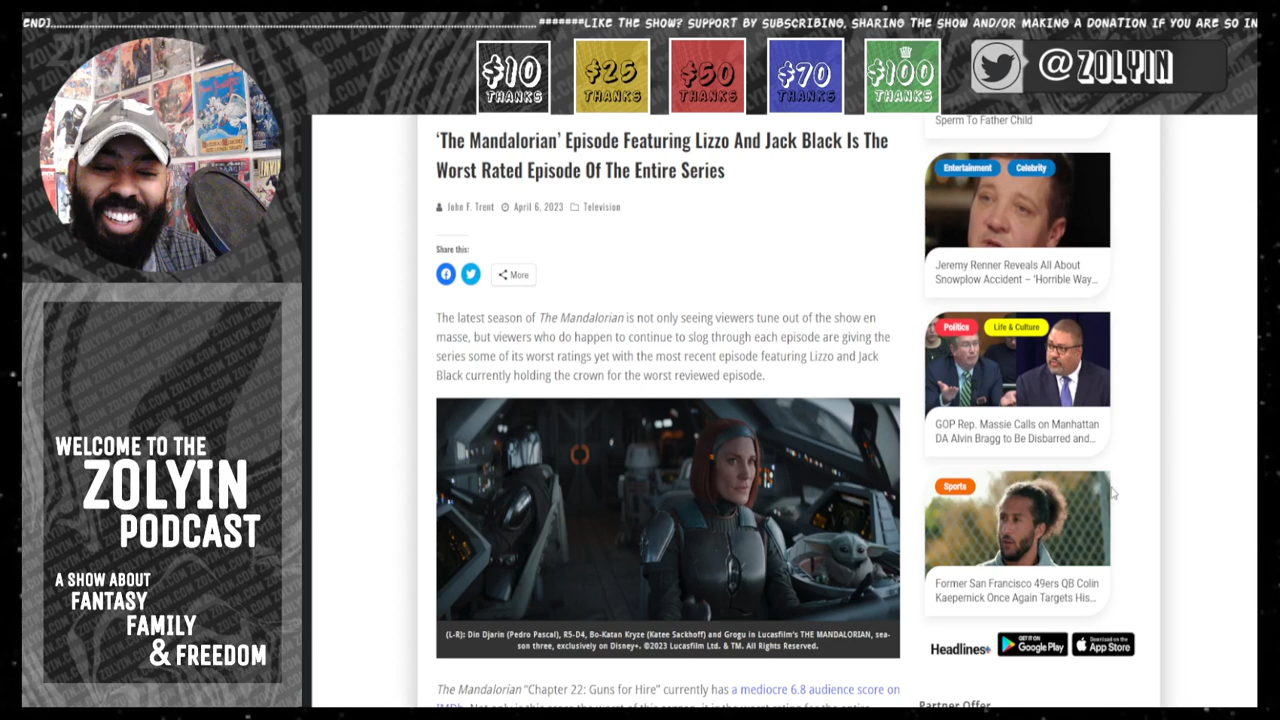 END].......................................................................................................########LIKE THE SHOW? SUPPORT BY SUBSCRIBING, SHARING THE SHOW AND/OR MAKING A DONATION IF YOU ARE SO IN
$10 THANKS
$25 THANKS
$50 THANKS
$70 THANKS
$100 THANKS
@ZOLYIN
WELCOME TO THE
ZOLYIN
PODCAST
A SHOW ABOUT
FANTASY
FAMILY
& FREEDOM
‘The Mandalorian’ Episode Featuring Lizzo And Jack Black Is The
Worst Rated Episode Of The Entire Series
John F. Trent April 6, 2023 Television
Share this:
More
The latest season of The Mandalorian is not only seeing viewers tune out of the show en
masse, but viewers who do happen to continue to slog through each episode are giving the
series some of its worst ratings yet with the most recent episode featuring Lizzo and Jack
Black currently holding the crown for the worst reviewed episode.
(L-R): Din Djarin (Pedro Pascal), R5-D4, Bo-Katan Kryze (Katee Sackhoff) and Grogu in Lucasfilm's THE MANDALORIAN, sea-
son three, exclusively on Disney+. ©2023 Lucasfilm Ltd. & TM. All Rights Reserved.
The Mandalorian “Chapter 22: Guns for Hire” currently has a mediocre 6.8 audience score on
Sperm To Father Child
Entertainment Celebrity
Jeremy Renner Reveals All About
Snowplow Accident – ‘Horrible Way...
Politics Life & Culture
GOP Rep. Massie Calls on Manhattan
DA Alvin Bragg to Be Disbarred and...
Sports
Former San Francisco 49ers QB Colin
Kaepernick Once Again Targets His...
Headlines+ GET IT ON Google Play Download on the App Store
Partner Offer